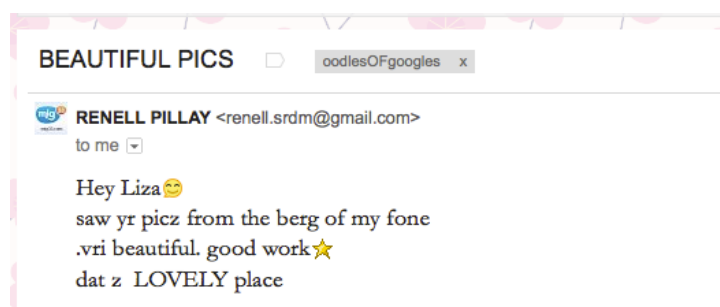 BEAUTIFUL PICS
oodlesOFgoogles x
RENELL PILLAY <renell.srdm@gmail.com>
to me
Hey Liza😊
saw yr picz from the berg of my fone
.vri beautiful. good work⭐
dat z LOVELY place